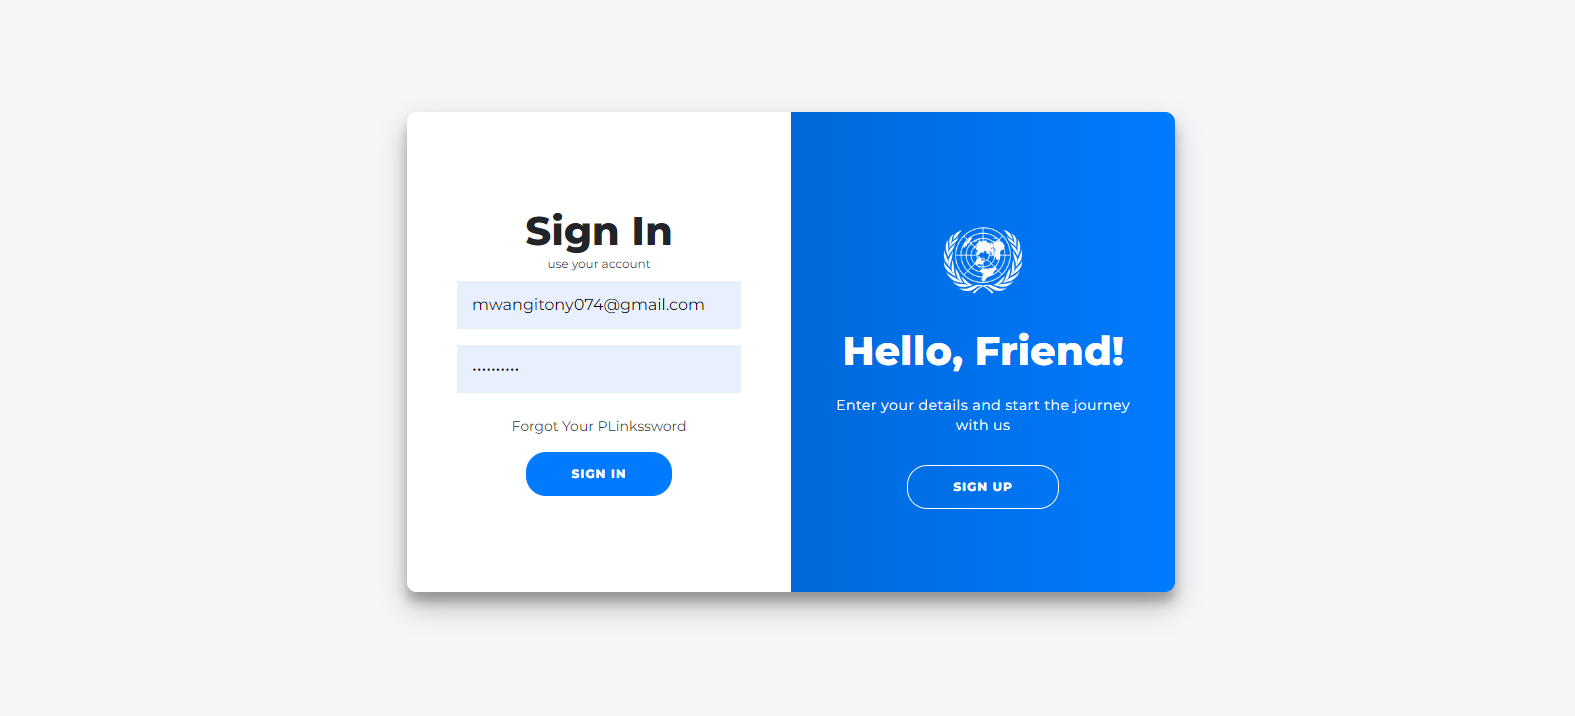 Sign In
use your account
mwangitony074@gmail.com
••••••••••
Forgot Your PLinkssword
SIGN IN
Hello, Friend!
Enter your details and start the journey
with us
SIGN UP